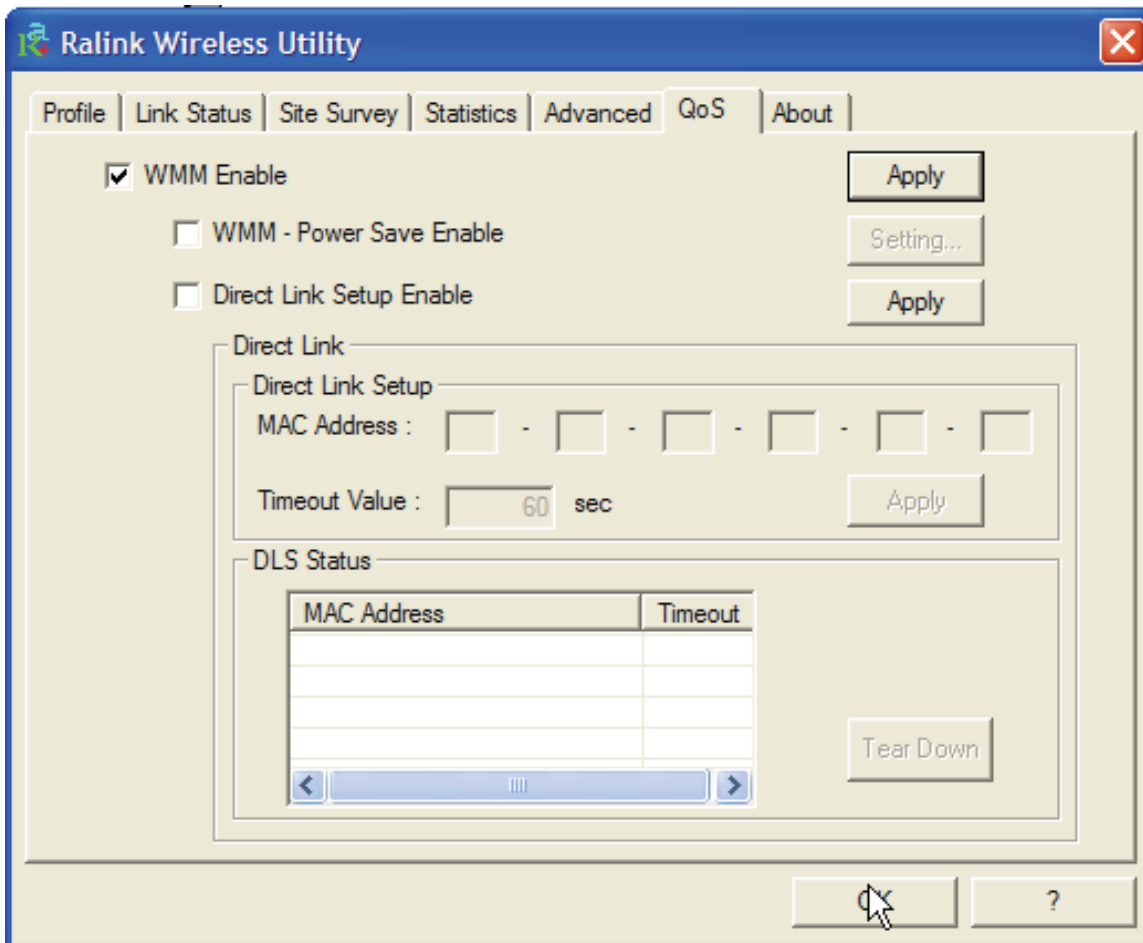 Ralink Wireless Utility
Profile Link Status Site Survey Statistics Advanced QoS About
WMM Enable Apply
WMM - Power Save Enable Setting...
Direct Link Setup Enable Apply
Direct Link
Direct Link Setup
MAC Address : - - - - -
Timeout Value : 60 sec Apply
DLS Status
MAC Address Timeout
Tear Down
OK ?